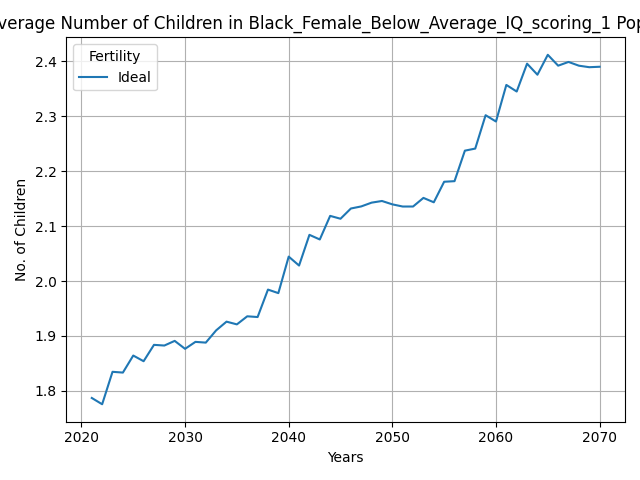 verage Number of Children in Black_Female_Below_Average_IQ_scoring_1 Pop
Fertility
Ideal
2.4
2.3
2.2
2.1
2.0
1.9
1.8
No. of Children
2020 2030 2040 2050 2060 2070
Years